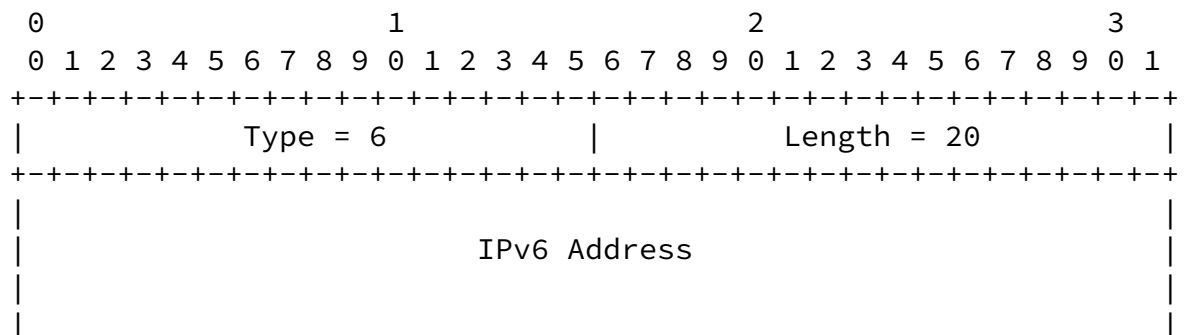 0 1 2 3
0 1 2 3 4 5 6 7 8 9 0 1 2 3 4 5 6 7 8 9 0 1 2 3 4 5 6 7 8 9 0 1
+-+-+-+-+-+-+-+-+-+-+-+-+-+-+-+-+-+-+-+-+-+-+-+-+-+-+-+-+-+-+-+-+
| Type = 6 | Length = 20 |
+-+-+-+-+-+-+-+-+-+-+-+-+-+-+-+-+-+-+-+-+-+-+-+-+-+-+-+-+-+-+-+-+
| |
| IPv6 Address |
| |
| |